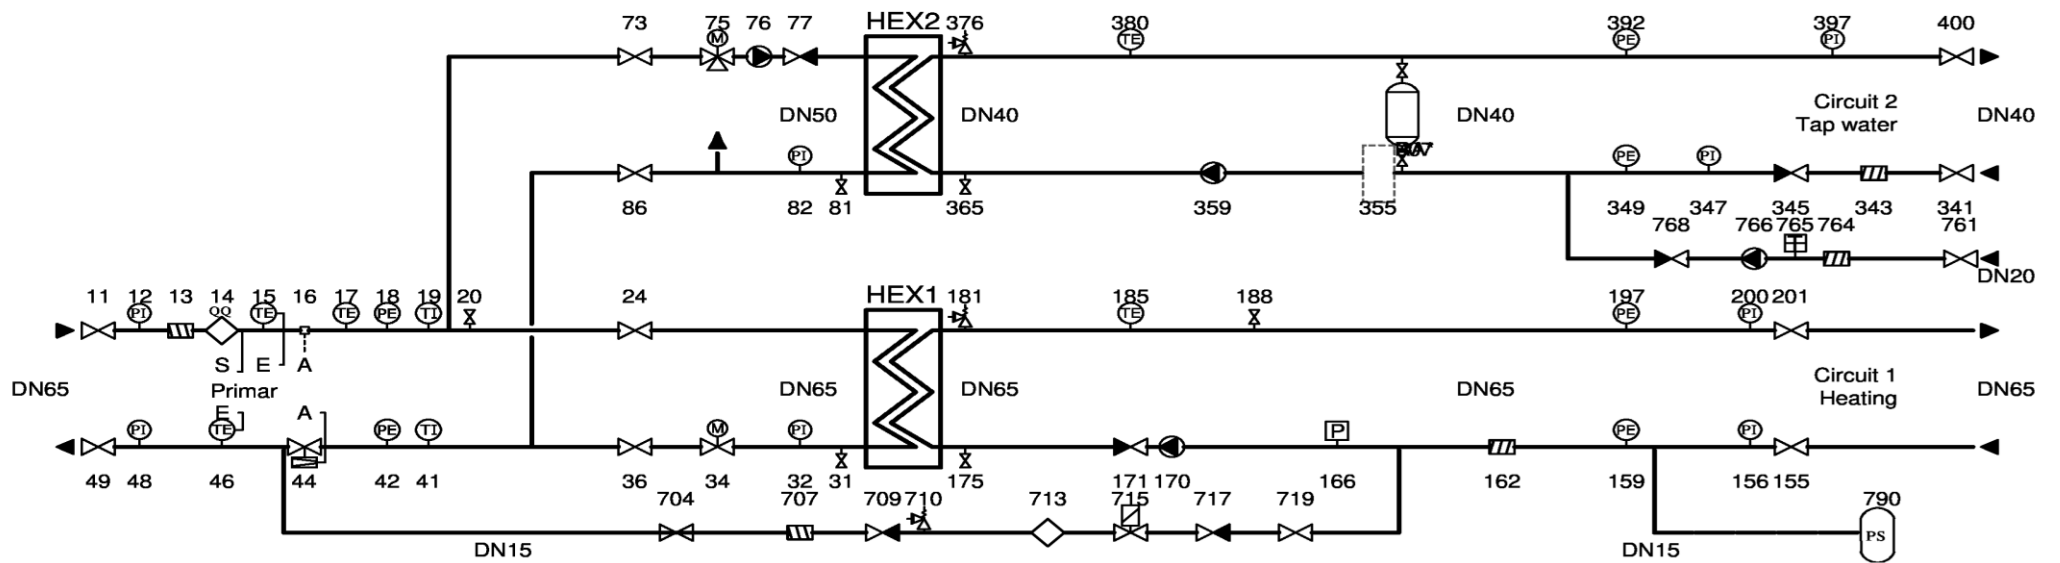 73 75 76 77 HEX2 376 380 392 397 400
M TE PE PI
DN50 DN40 DN40 Circuit 2 DN40
Tap water
PI PE PI
86 82 81 365 359 355 349 347 345 343 341
768 766 765 764 761
DN20
11 12 13 14 15 16 17 18 19 20 24 HEX1 181 185 188 197 200 201
PI QQ TE TE PE TI TE PE PI
S E A
DN65 Primar DN65 DN65 DN65 Circuit 1 DN65
Heating
E A
PI TE PE TI M PI P PE PI
49 48 46 44 42 41 36 34 32 31 175 171 170 166 162 159 156 155
704 707 709 710 713 715 717 719 790
PS
DN15 DN15